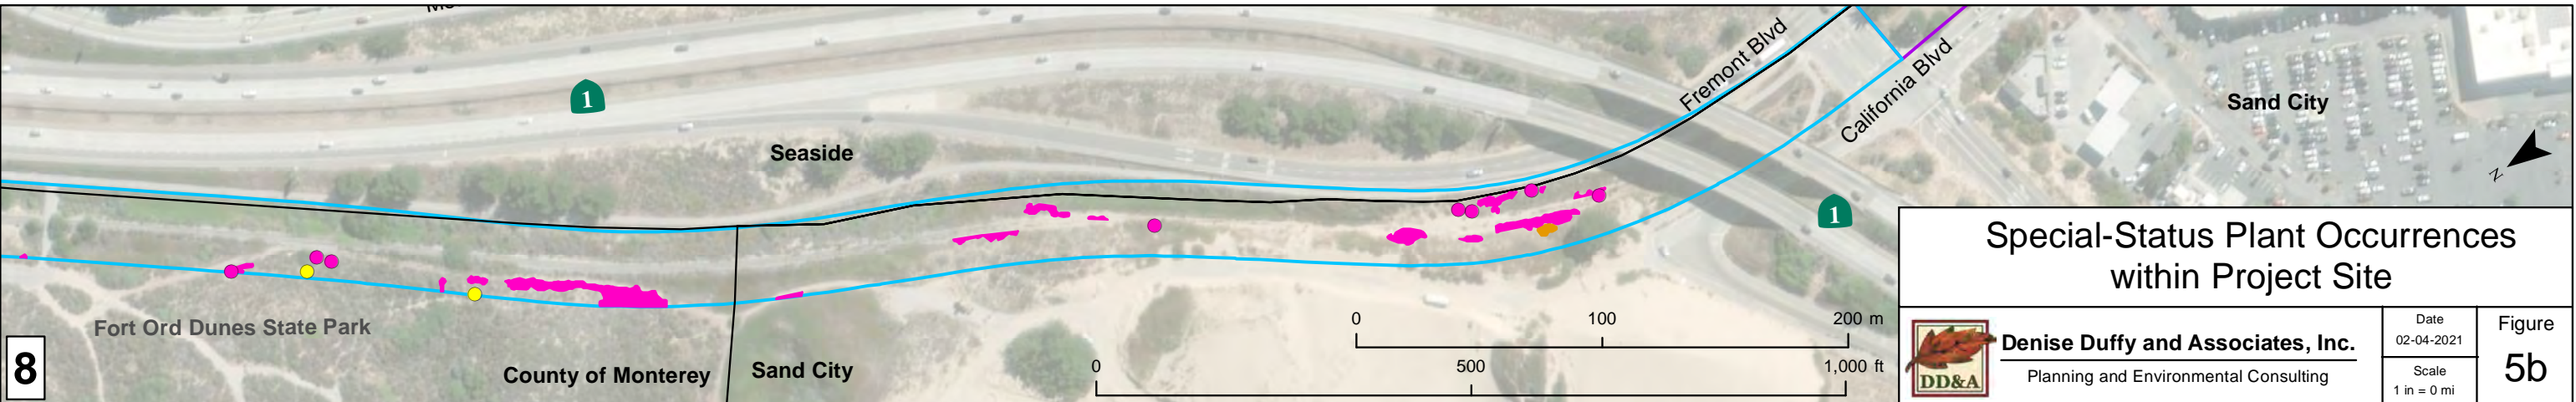 1
Fremont Blvd
California Blvd
Sand City
Seaside
N
1
Special-Status Plant Occurrences
within Project Site
Fort Ord Dunes State Park
0 100 200 m
8
County of Monterey
Sand City
0 500 1,000 ft
DD&A
Denise Duffy and Associates, Inc.
Planning and Environmental Consulting
Date
02-04-2021
Scale
1 in = 0 mi
Figure
5b